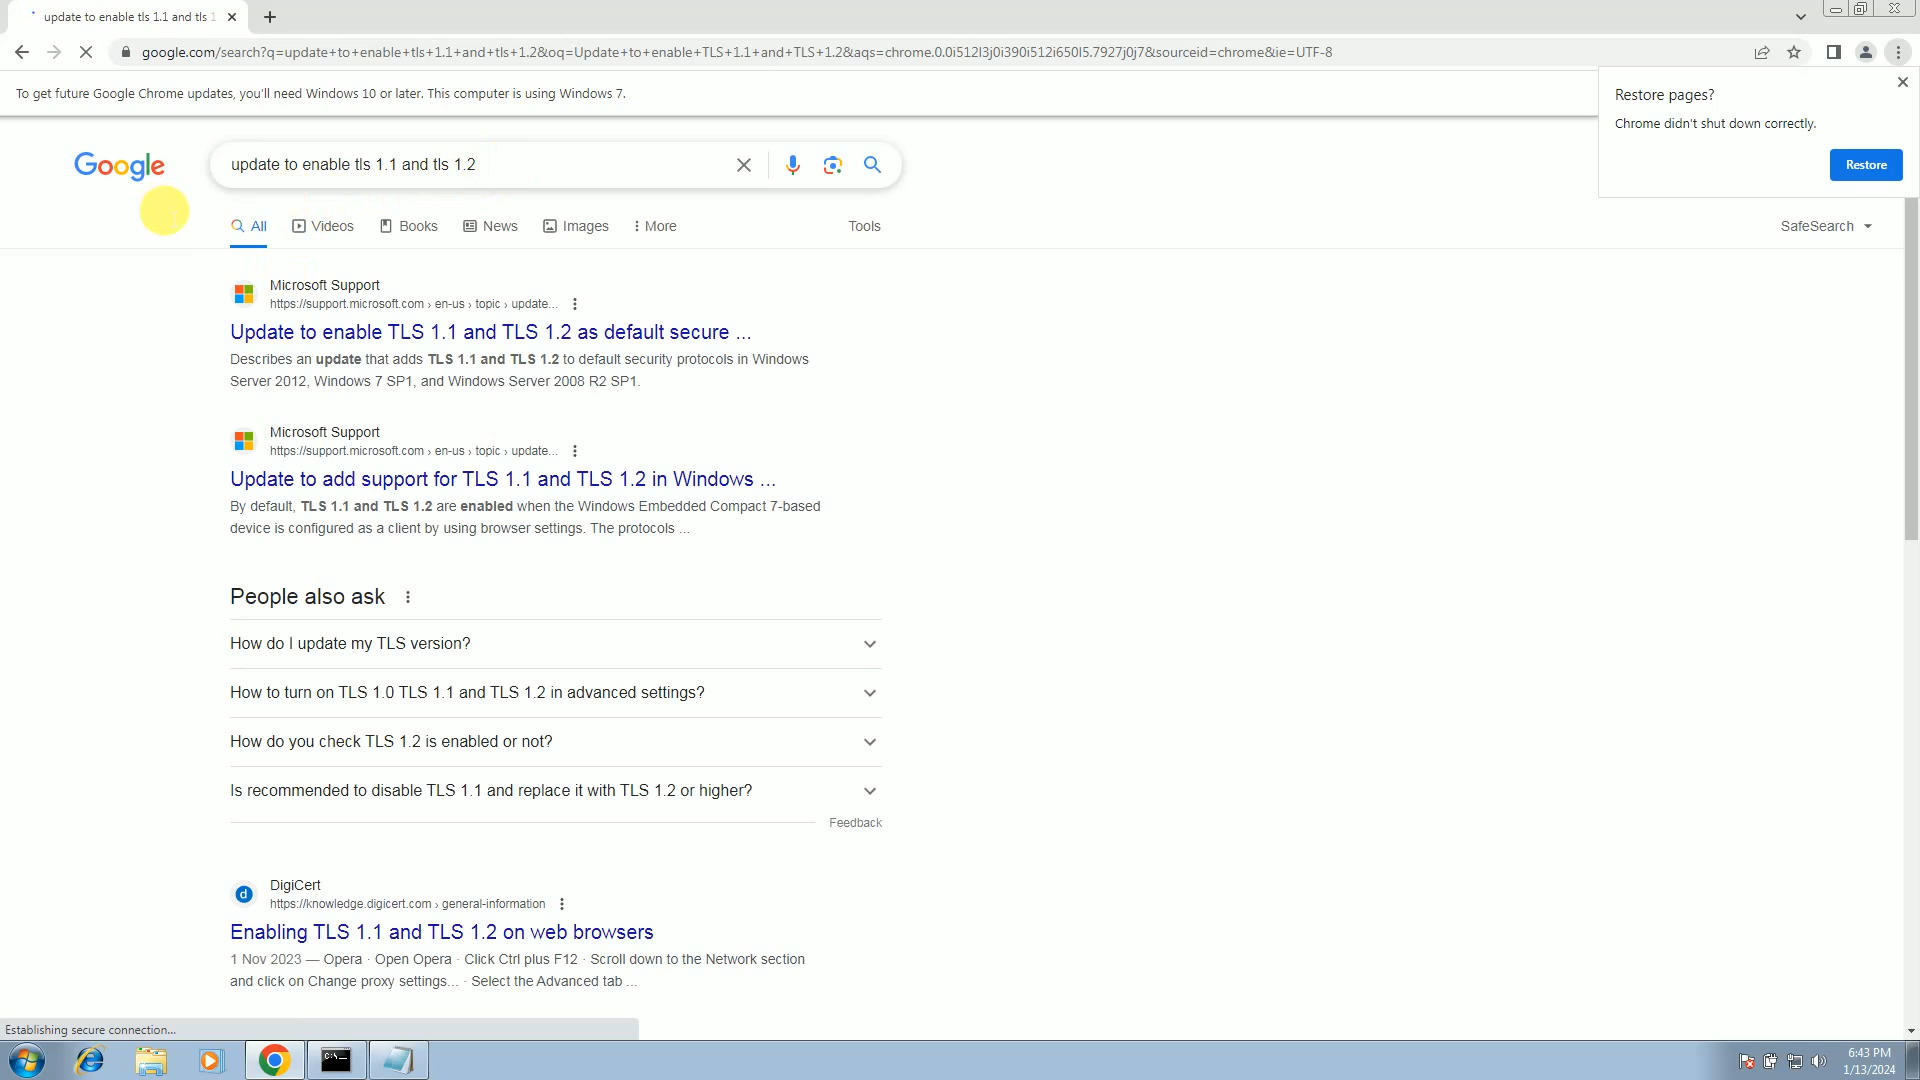 update to enable tls 1.1 and tls 1
google.com/search?q=update+to+enable+tls+1.1+and+tls+1.2&oq=Update+to+enable+TLS+1.1+and+TLS+1.2&aqs=chrome.0.0i512l3j0i390i512i650l5.7927j0j7&sourceid=chrome&ie=UTF-8
To get future Google Chrome updates, you'll need Windows 10 or later. This computer is using Windows 7.
Restore pages?
Chrome didn't shut down correctly.
Restore
Google
update to enable tls 1.1 and tls 1.2
All
Videos
Books
News
Images
More
Tools
SafeSearch
Microsoft Support
https://support.microsoft.com › en-us › topic › update...
Update to enable TLS 1.1 and TLS 1.2 as default secure ...
Describes an update that adds TLS 1.1 and TLS 1.2 to default security protocols in Windows
Server 2012, Windows 7 SP1, and Windows Server 2008 R2 SP1.
Microsoft Support
https://support.microsoft.com › en-us › topic › update...
Update to add support for TLS 1.1 and TLS 1.2 in Windows ...
By default, TLS 1.1 and TLS 1.2 are enabled when the Windows Embedded Compact 7-based
device is configured as a client by using browser settings. The protocols ...
People also ask
How do I update my TLS version?
How to turn on TLS 1.0 TLS 1.1 and TLS 1.2 in advanced settings?
How do you check TLS 1.2 is enabled or not?
Is recommended to disable TLS 1.1 and replace it with TLS 1.2 or higher?
Feedback
DigiCert
https://knowledge.digicert.com › general-information
Enabling TLS 1.1 and TLS 1.2 on web browsers
1 Nov 2023 — Opera · Open Opera · Click Ctrl plus F12 · Scroll down to the Network section
and click on Change proxy settings... · Select the Advanced tab ...
Establishing secure connection...
6:43 PM
1/13/2024